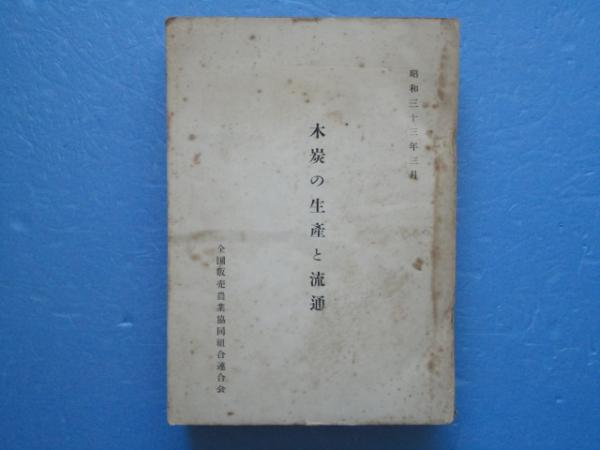 昭和三十三年三月
木炭の生産と流通
全国販売農業協同組合連合会